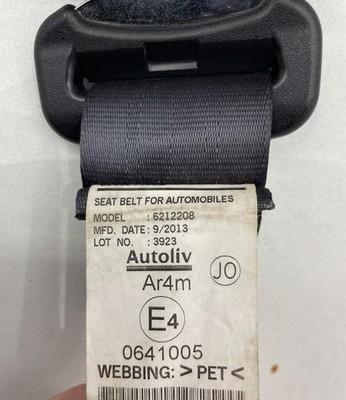 SEAT BELT FOR AUTOMOBILES
MODEL : 6212208
MFD. DATE : 9/2013
LOT NO. : 3923
Autoliv
JO
Ar4m
E4
0641005
WEBBING: >PET<